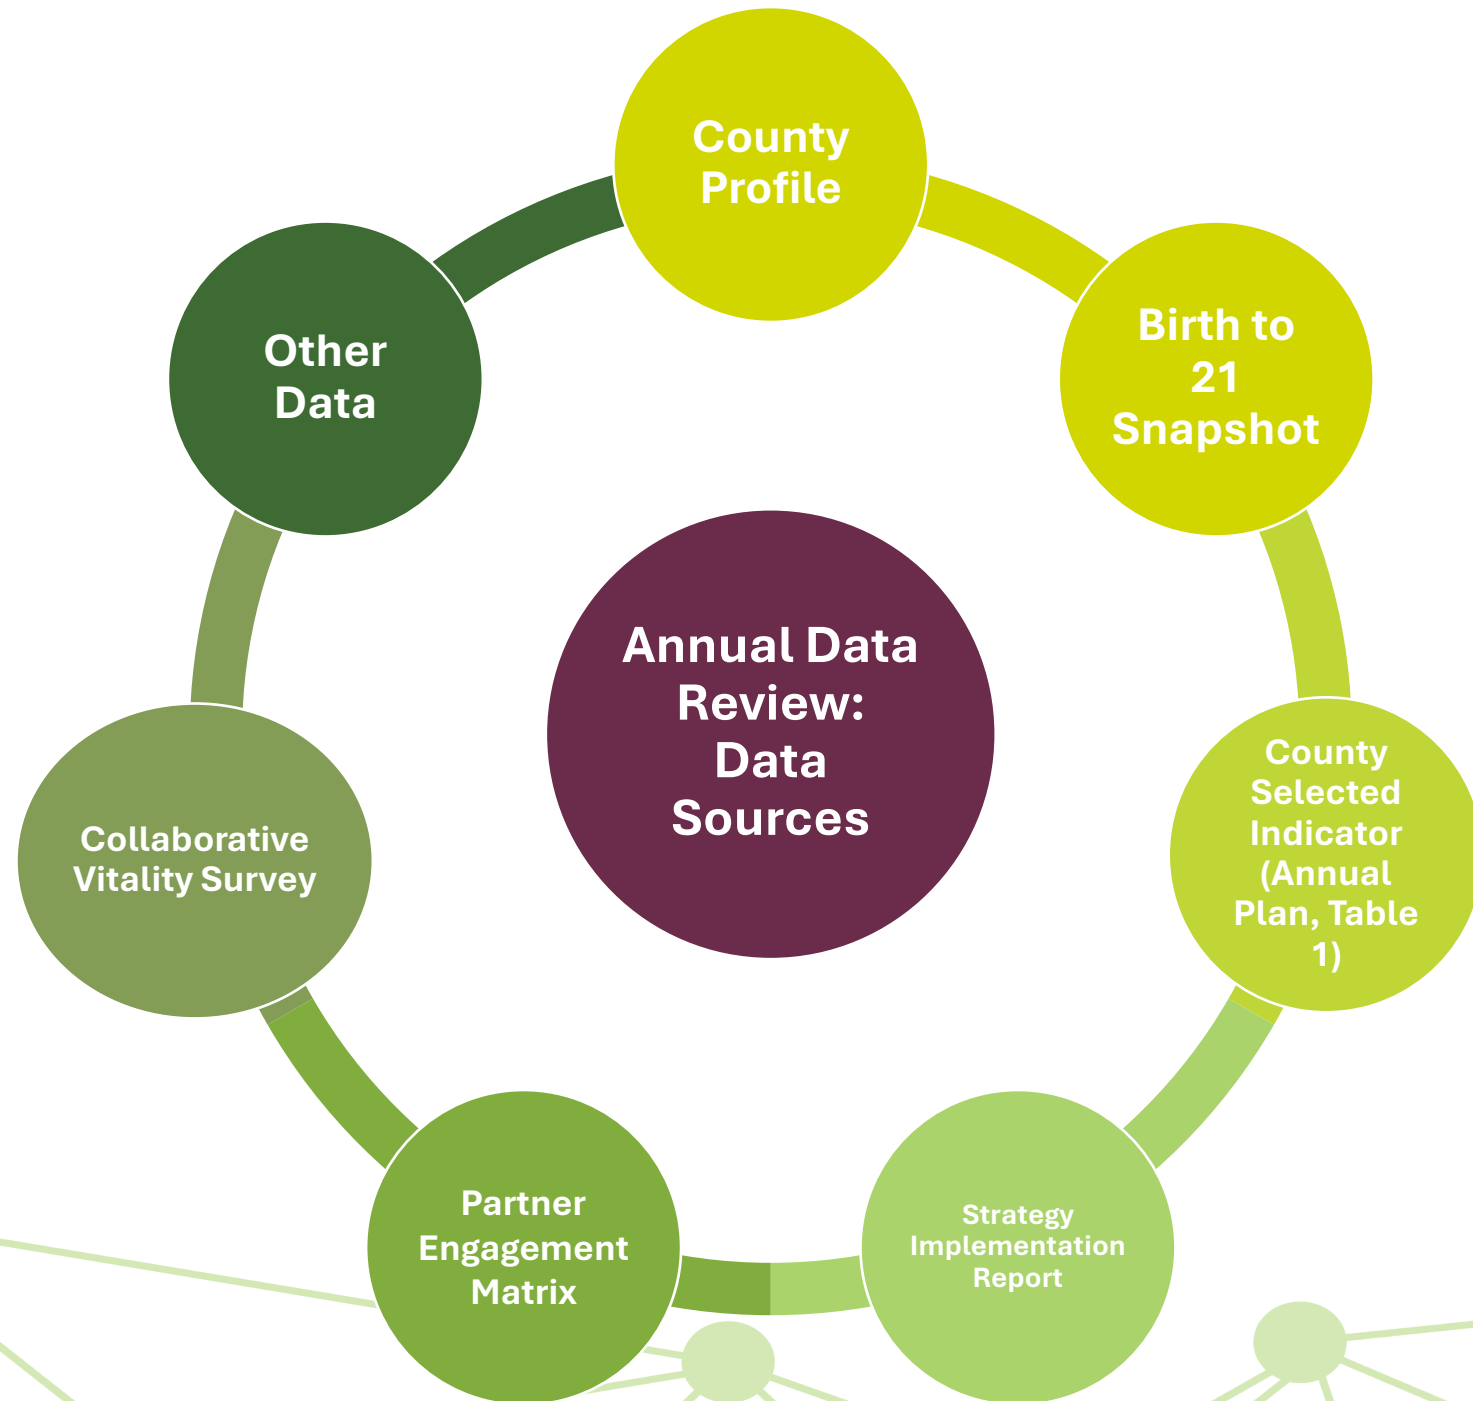 County
Profile
Birth to
21
Snapshot
County
Selected
Indicator
(Annual
Plan, Table
1)
Strategy
Implementation
Report
Partner
Engagement
Matrix
Collaborative
Vitality Survey
Other
Data
Annual Data
Review:
Data
Sources